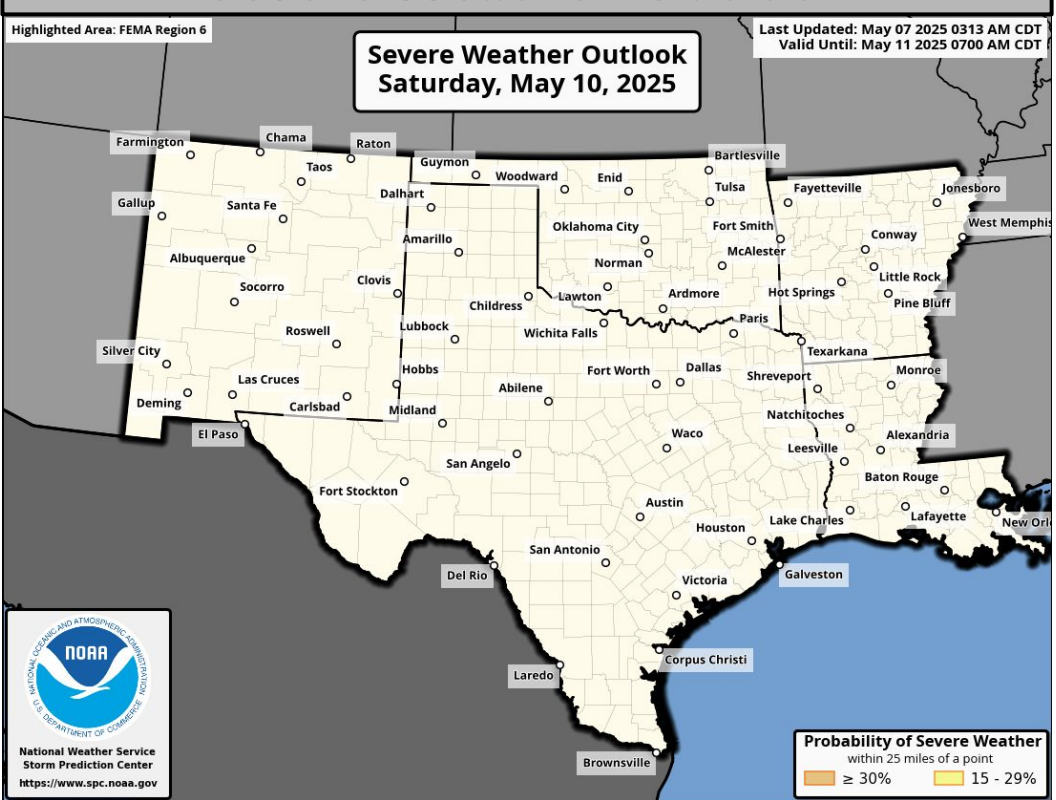 Highlighted Area: FEMA Region 6
Last Updated: May 07 2025 0313 AM CDT
Valid Until: May 11 2025 0700 AM CDT
Severe Weather Outlook
Saturday, May 10, 2025
Farmington
Chama
Raton
Taos
Guymon
Woodward
Enid
Bartlesville
Tulsa
Fayetteville
Jonesboro
Gallup
Santa Fe
Dalhart
West Memphis
Amarillo
Oklahoma City
Fort Smith
Conway
Albuquerque
Norman
McAlester
Little Rock
Socorro
Clovis
Childress
Lawton
Ardmore
Hot Springs
Pine Bluff
Roswell
Lubbock
Wichita Falls
Paris
Texarkana
Silver City
Las Cruces
Hobbs
Fort Worth
Dallas
Shreveport
Monroe
Deming
Carlsbad
Midland
Abilene
Natchitoches
El Paso
Waco
Leesville
Alexandria
San Angelo
Fort Stockton
Baton Rouge
Austin
Houston
Lake Charles
Lafayette
New Orl
San Antonio
Del Rio
Victoria
Galveston
Laredo
Corpus Christi
Brownsville
NATIONAL OCEANIC AND ATMOSPHERIC ADMINISTRATION
NOAA
U.S. DEPARTMENT OF COMMERCE
National Weather Service
Storm Prediction Center
https://www.spc.noaa.gov
Probability of Severe Weather
within 25 miles of a point
≥ 30%
15 - 29%